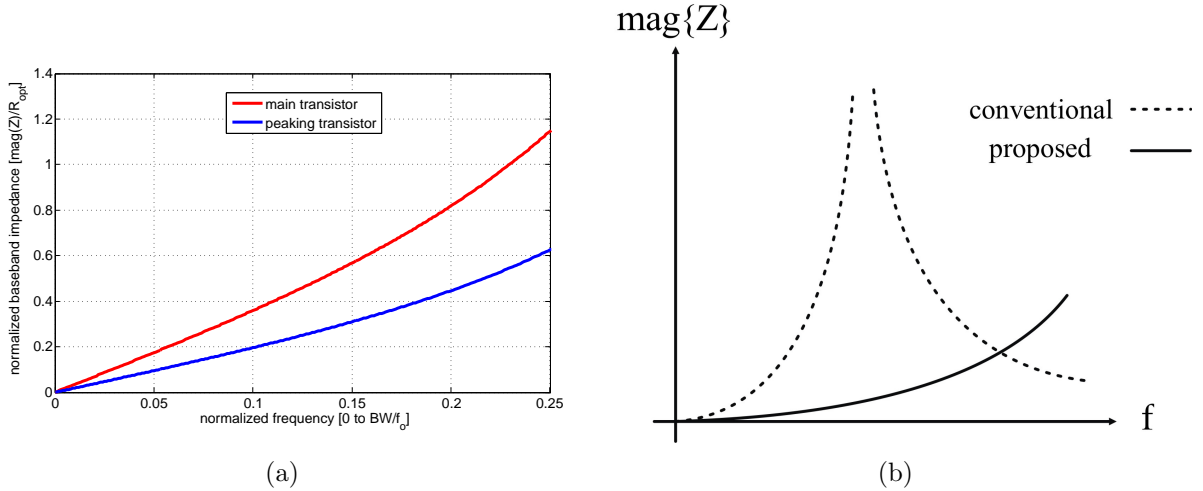 1.4
1.2
1
0.8
0.6
0.4
0.2
0
normalized baseband impedance [mag(Z)/R_opt]
main transistor
peaking transistor
0 0.05 0.1 0.15 0.2 0.25
normalized frequency [0 to BW/f_o]
(a)
mag{Z}
conventional
proposed
f
(b)